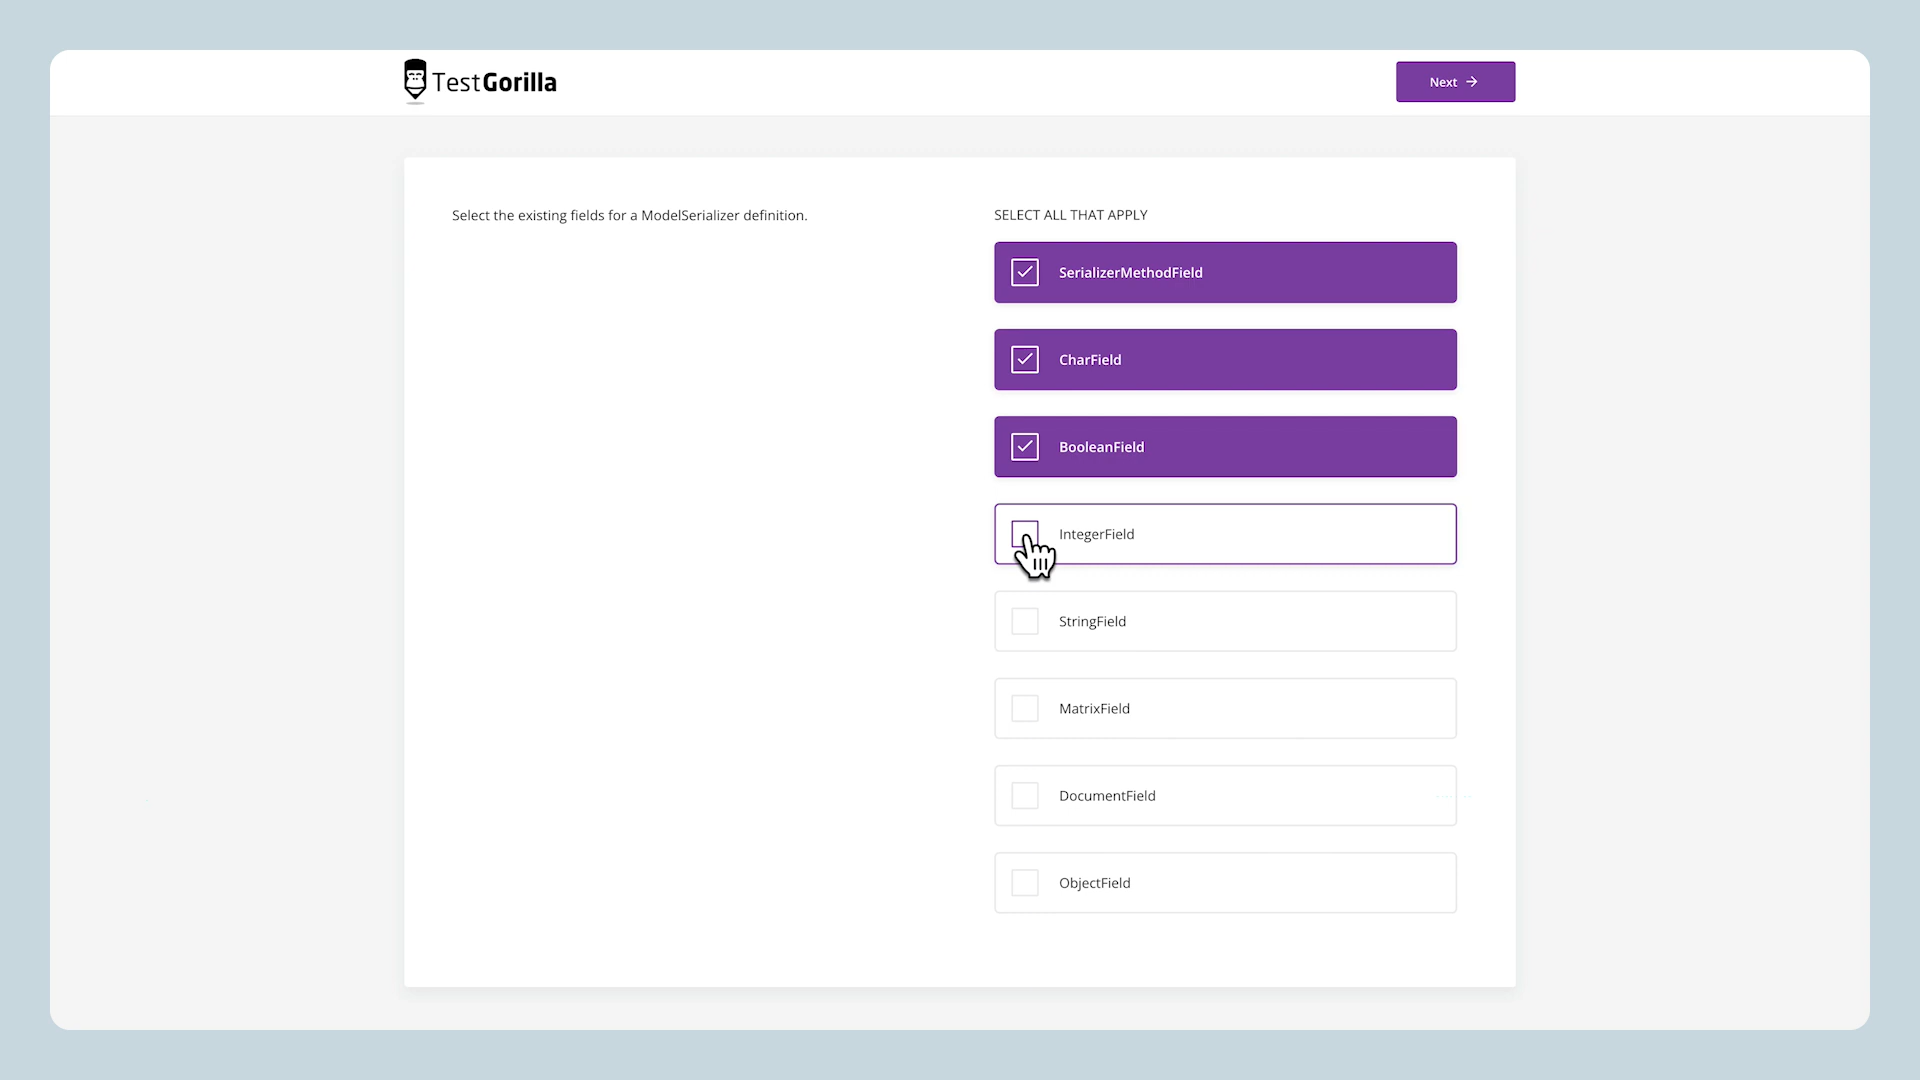 TestGorilla
Next
Select the existing fields for a ModelSerializer definition.
SELECT ALL THAT APPLY
SerializerMethodField
CharField
BooleanField
IntegerField
StringField
MatrixField
DocumentField
ObjectField